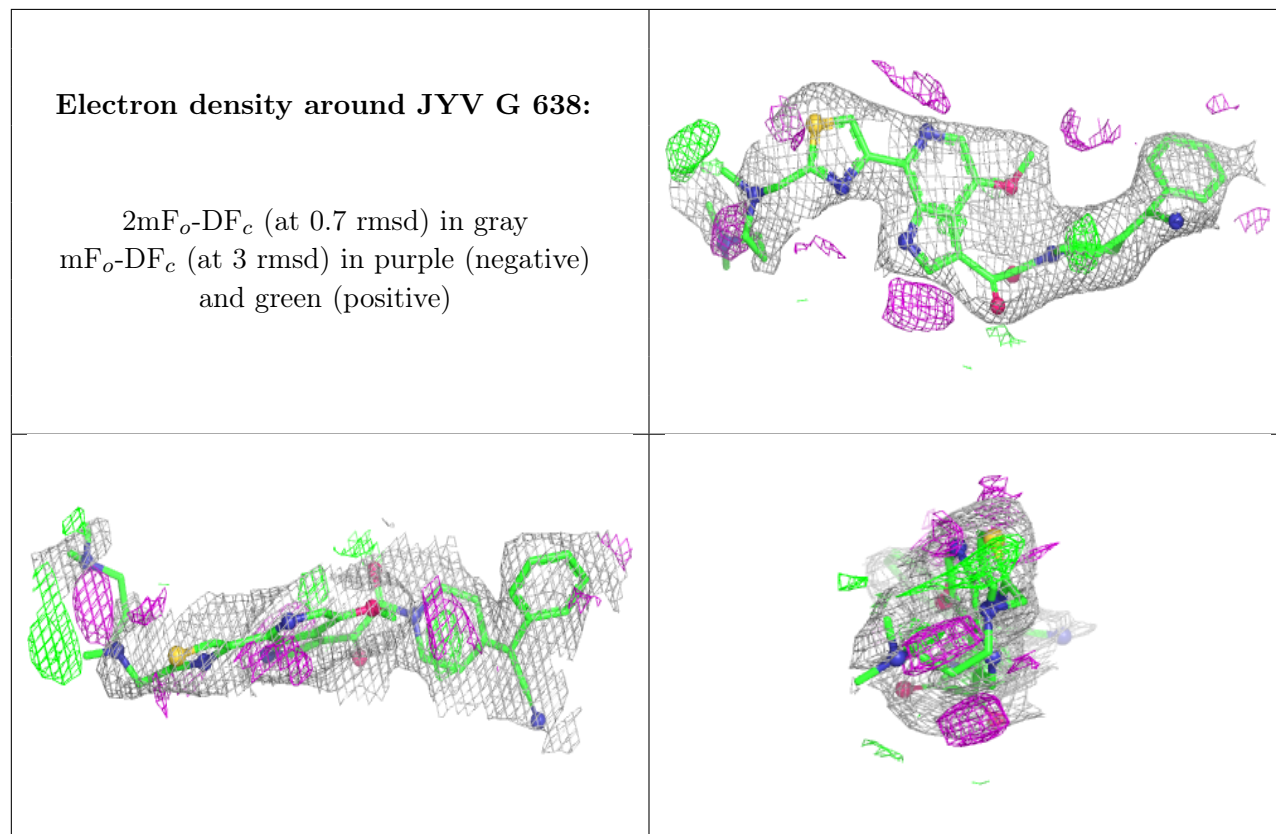 Electron density around JYV G 638:
2mFo-DFc (at 0.7 rmsd) in gray
mFo-DFc (at 3 rmsd) in purple (negative)
and green (positive)